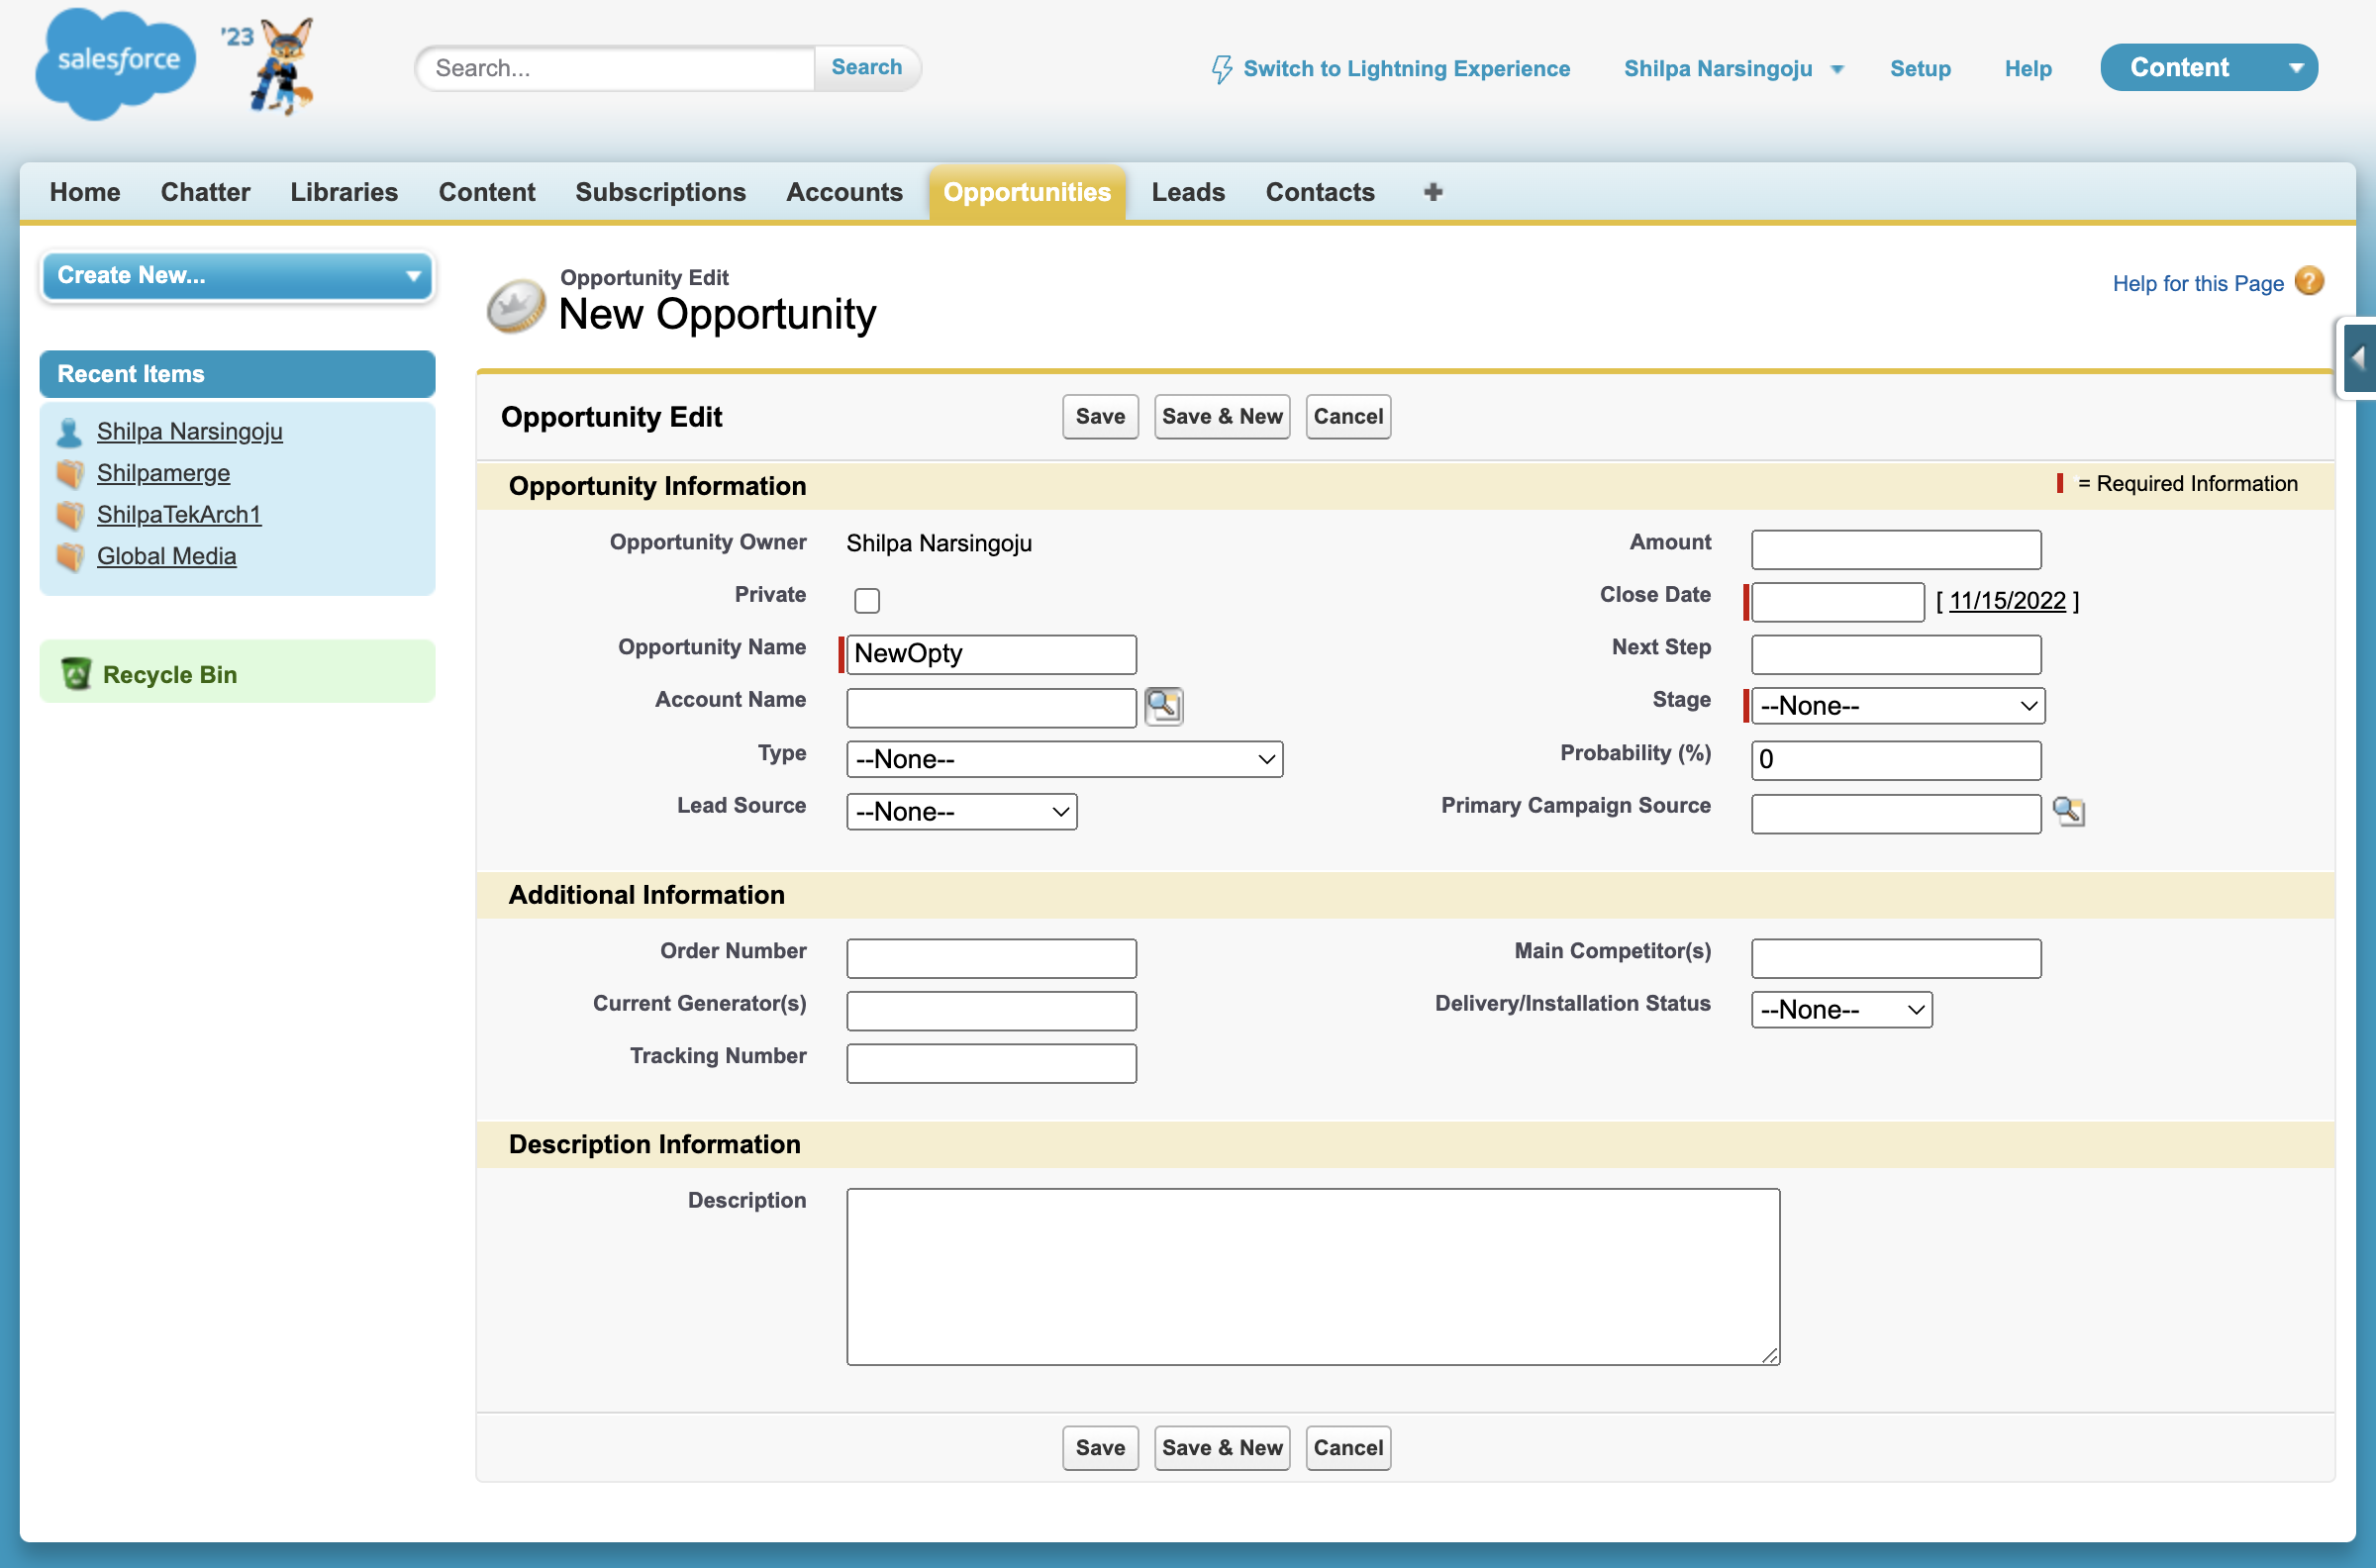 salesforce
'23
Search...
Search
Switch to Lightning Experience
Shilpa Narsingoju
Setup
Help
Content
Home
Chatter
Libraries
Content
Subscriptions
Accounts
Opportunities
Leads
Contacts
Create New...
Recent Items
Shilpa Narsingoju
Shilpamerge
ShilpaTekArch1
Global Media
Recycle Bin
Opportunity Edit
New Opportunity
Help for this Page ?
Opportunity Edit
Save
Save & New
Cancel
Opportunity Information
= Required Information
Opportunity Owner Shilpa Narsingoju
Amount
Private
Close Date [ 11/15/2022 ]
Opportunity Name NewOpty
Next Step
Account Name
Stage --None--
Type --None--
Probability (%) 0
Lead Source --None--
Primary Campaign Source
Additional Information
Order Number
Main Competitor(s)
Current Generator(s)
Delivery/Installation Status --None--
Tracking Number
Description Information
Description
Save
Save & New
Cancel